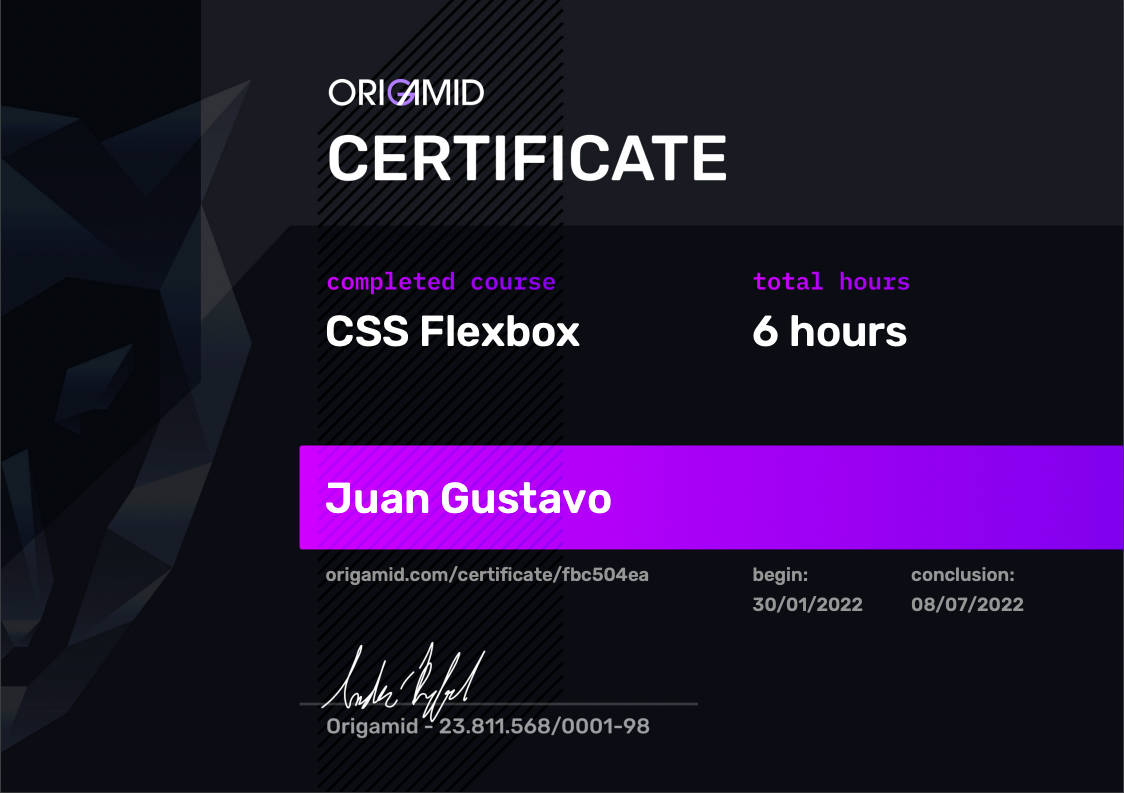 ORIGAMID
CERTIFICATE
completed course
total hours
CSS Flexbox
6 hours
Juan Gustavo
origamid.com/certificate/fbc504ea
begin:
conclusion:
30/01/2022
08/07/2022
Origamid - 23.811.568/0001-98